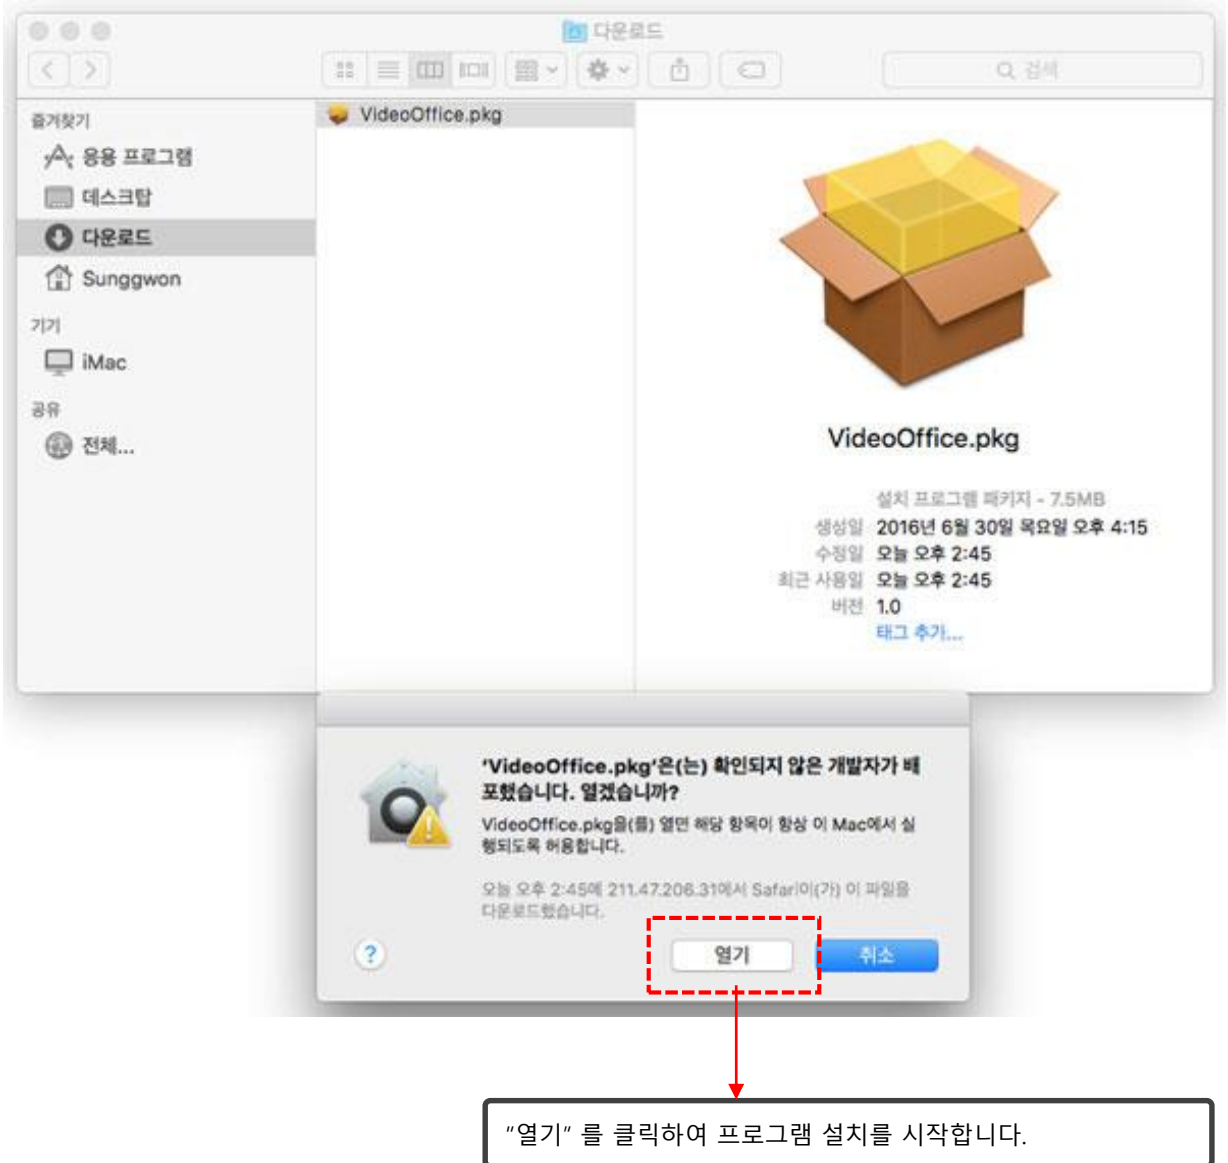 다운로드
검색
즐겨찾기
응용 프로그램
데스크탑
다운로드
Sunggwon
기기
iMac
공유
전체...
VideoOffice.pkg
VideoOffice.pkg
설치 프로그램 패키지 - 7.5MB
생성일 2016년 6월 30일 목요일 오후 4:15
수정일 오늘 오후 2:45
최근 사용일 오늘 오후 2:45
버전 1.0
태그 추가...
'VideoOffice.pkg'은(는) 확인되지 않은 개발자가 배
포했습니다. 열겠습니까?
VideoOffice.pkg을(를) 열면 해당 항목이 항상 이 Mac에서 실
행되도록 허용합니다.
오늘 오후 2:45에 211.47.206.31에서 Safari이(가) 이 파일을
다운로드했습니다.
?
열기
취소
"열기" 를 클릭하여 프로그램 설치를 시작합니다.